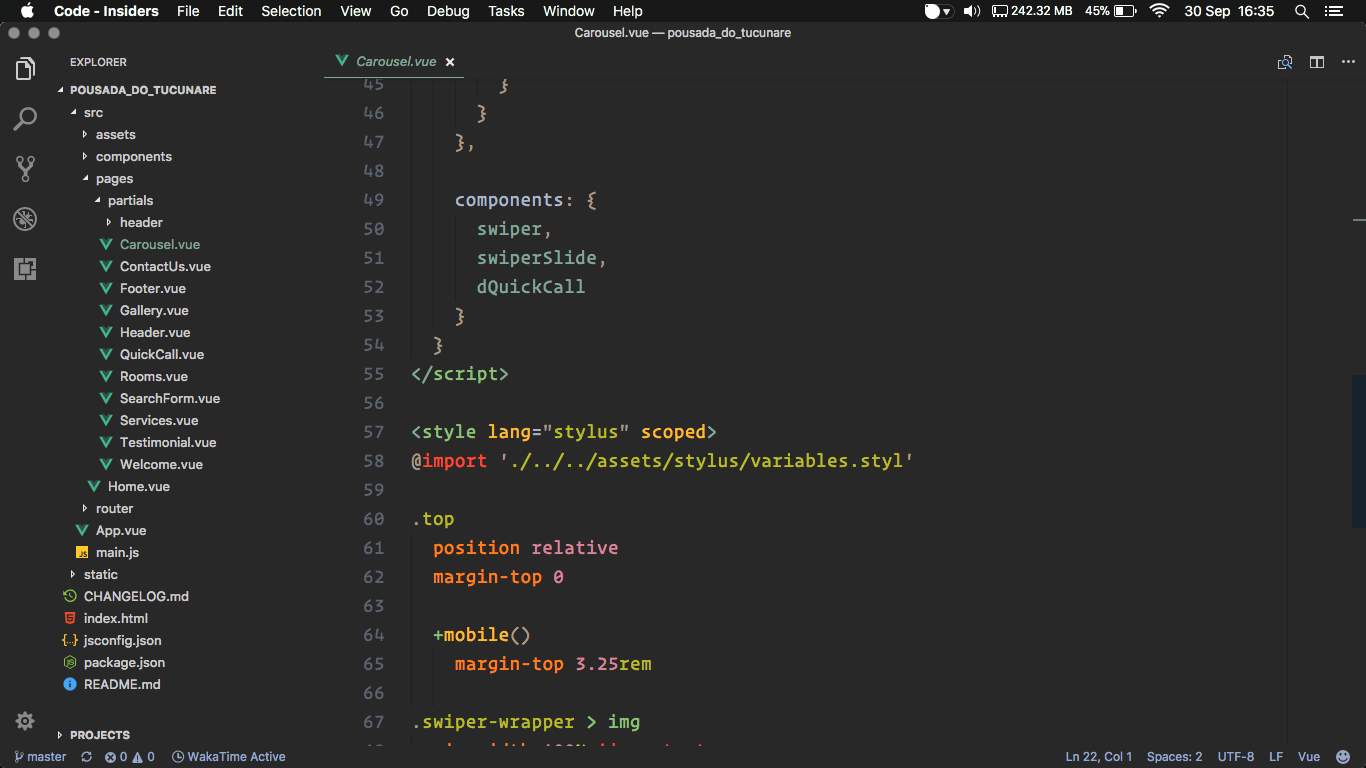 Code - Insiders File Edit Selection View Go Debug Tasks Window Help 242.32 MB 45% 30 Sep 16:35
Carousel.vue — pousada_do_tucunare
EXPLORER
POUSADA_DO_TUCUNARE
src
assets
components
pages
partials
header
Carousel.vue
ContactUs.vue
Footer.vue
Gallery.vue
Header.vue
QuickCall.vue
Rooms.vue
SearchForm.vue
Services.vue
Testimonial.vue
Welcome.vue
Home.vue
router
App.vue
JS main.js
static
CHANGELOG.md
index.html
{..} jsconfig.json
package.json
README.md
PROJECTS
Carousel.vue
45 }
46 }
47 },
48
49 components: {
50 swiper,
51 swiperSlide,
52 dQuickCall
53 }
54 }
55 </script>
56
57 <style lang="stylus" scoped>
58 @import './../../assets/stylus/variables.styl'
59
60 .top
61 position relative
62 margin-top 0
63
64 +mobile()
65 margin-top 3.25rem
66
67 .swiper-wrapper > img
master 0 0 WakaTime Active Ln 22, Col 1 Spaces: 2 UTF-8 LF Vue